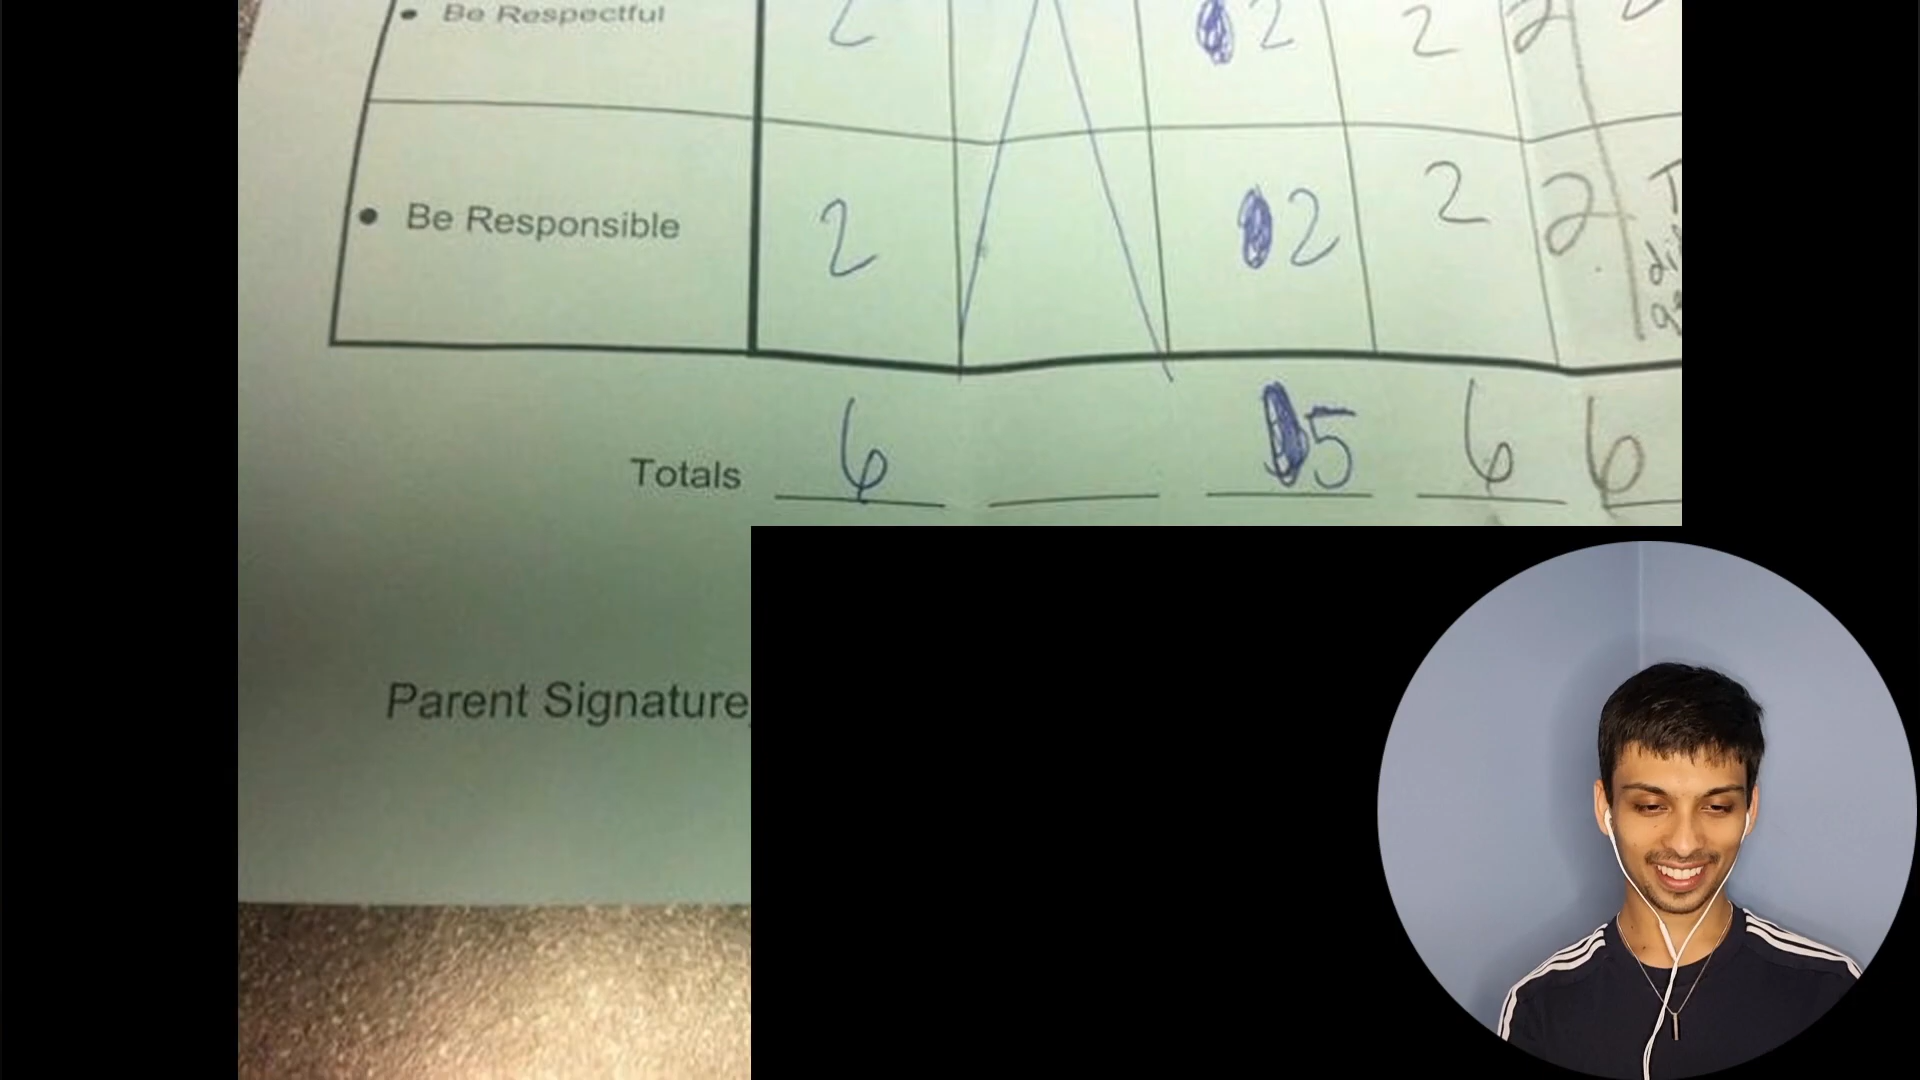 • Be Respectful 2 2 2 2
• Be Responsible 2 2 2 2
Totals 6 5 6 6
Parent Signature